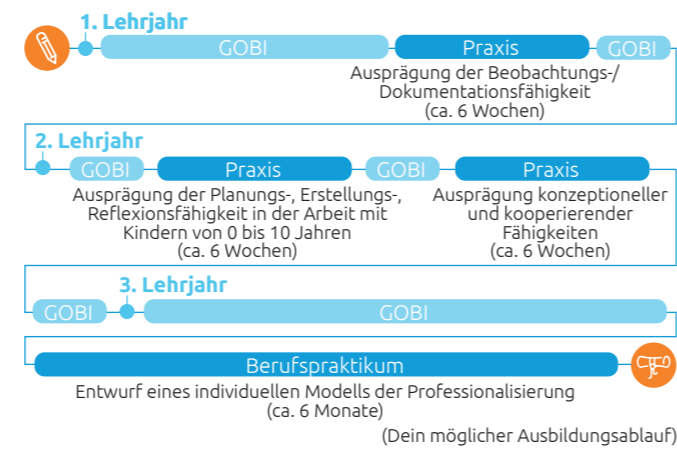 1. Lehrjahr
GOBI Praxis GOBI
Ausprägung der Beobachtungs-/
Dokumentationsfähigkeit
(ca. 6 Wochen)
2. Lehrjahr
GOBI Praxis GOBI Praxis
Ausprägung der Planungs-, Erstellungs-,
Reflexionsfähigkeit in der Arbeit mit
Kindern von 0 bis 10 Jahren
(ca. 6 Wochen)
Ausprägung konzeptioneller
und kooperierender
Fähigkeiten
(ca. 6 Wochen)
3. Lehrjahr
GOBI GOBI
Berufspraktikum
Entwurf eines individuellen Modells der Professionalisierung
(ca. 6 Monate)
(Dein möglicher Ausbildungsablauf)